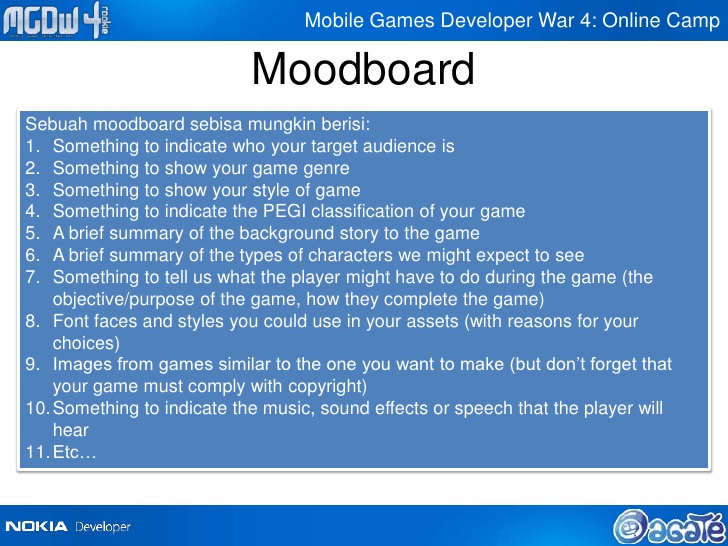 MGDW4 rookie
Mobile Games Developer War 4: Online Camp
Moodboard
Sebuah moodboard sebisa mungkin berisi:
1. Something to indicate who your target audience is
2. Something to show your game genre
3. Something to show your style of game
4. Something to indicate the PEGI classification of your game
5. A brief summary of the background story to the game
6. A brief summary of the types of characters we might expect to see
7. Something to tell us what the player might have to do during the game (the
objective/purpose of the game, how they complete the game)
8. Font faces and styles you could use in your assets (with reasons for your
choices)
9. Images from games similar to the one you want to make (but don’t forget that
your game must comply with copyright)
10. Something to indicate the music, sound effects or speech that the player will
hear
11. Etc…
NOKIA Developer
agate